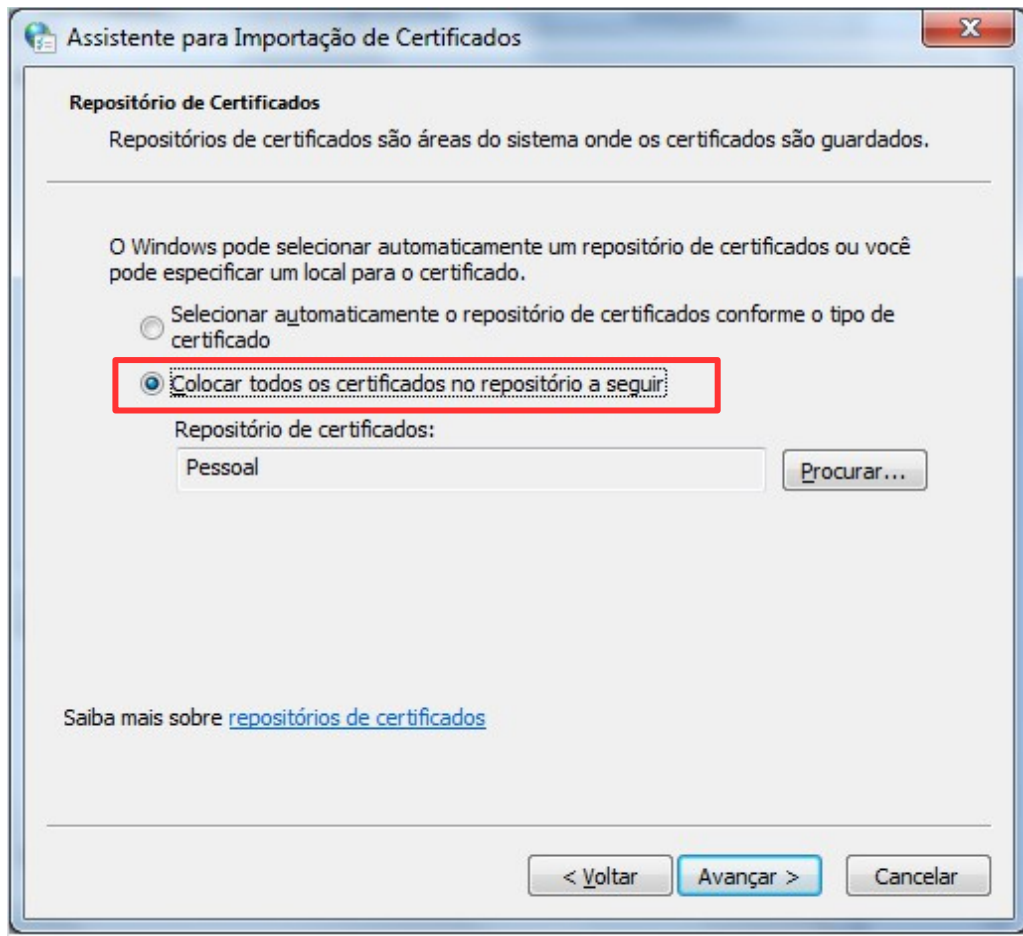 Assistente para Importação de Certificados
X
Repositório de Certificados
Repositórios de certificados são áreas do sistema onde os certificados são guardados.
O Windows pode selecionar automaticamente um repositório de certificados ou você
pode especificar um local para o certificado.
Selecionar automaticamente o repositório de certificados conforme o tipo de
certificado
Colocar todos os certificados no repositório a seguir
Repositório de certificados:
Pessoal
Procurar...
Saiba mais sobre repositórios de certificados
< Voltar
Avançar >
Cancelar